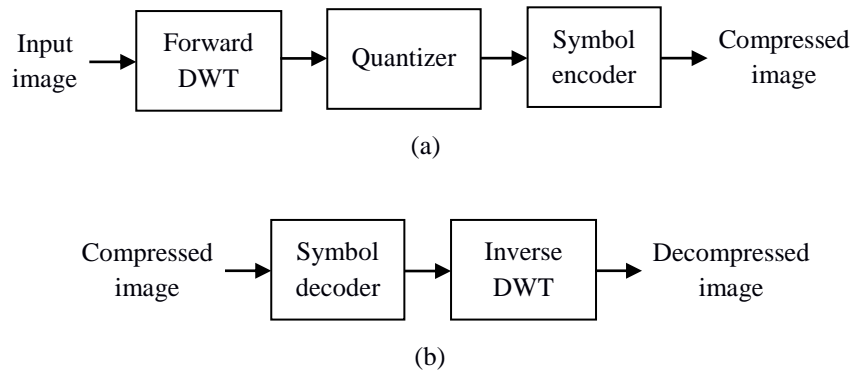 Input
image
Forward
DWT
Quantizer
Symbol
encoder
Compressed
image
(a)
Compressed
image
Symbol
decoder
Inverse
DWT
Decompressed
image
(b)